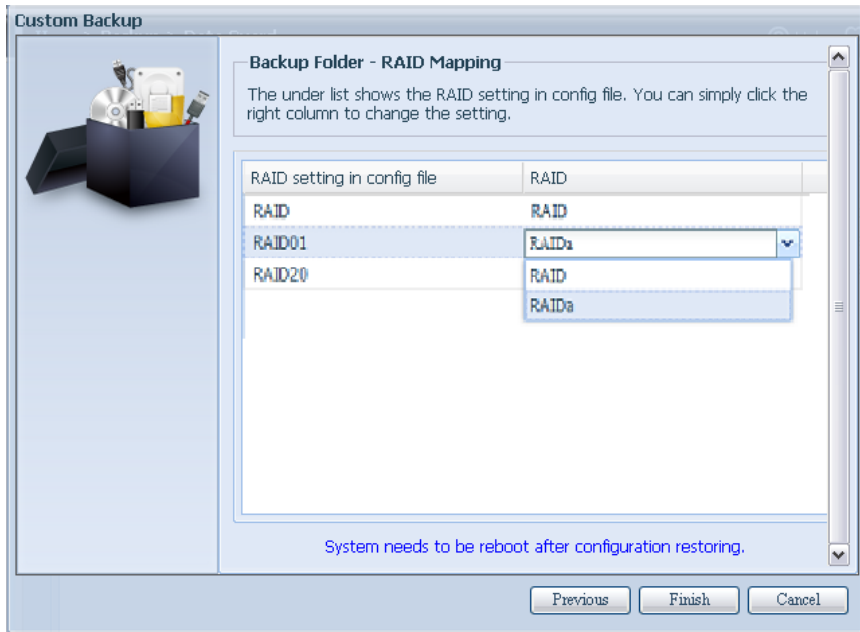 Custom Backup
Backup Folder - RAID Mapping
The under list shows the RAID setting in config file. You can simply click the
right column to change the setting.
RAID setting in config file RAID
RAID RAID
RAID01 RAIDa
RAID20 RAID
RAIDa
System needs to be reboot after configuration restoring.
Previous Finish Cancel